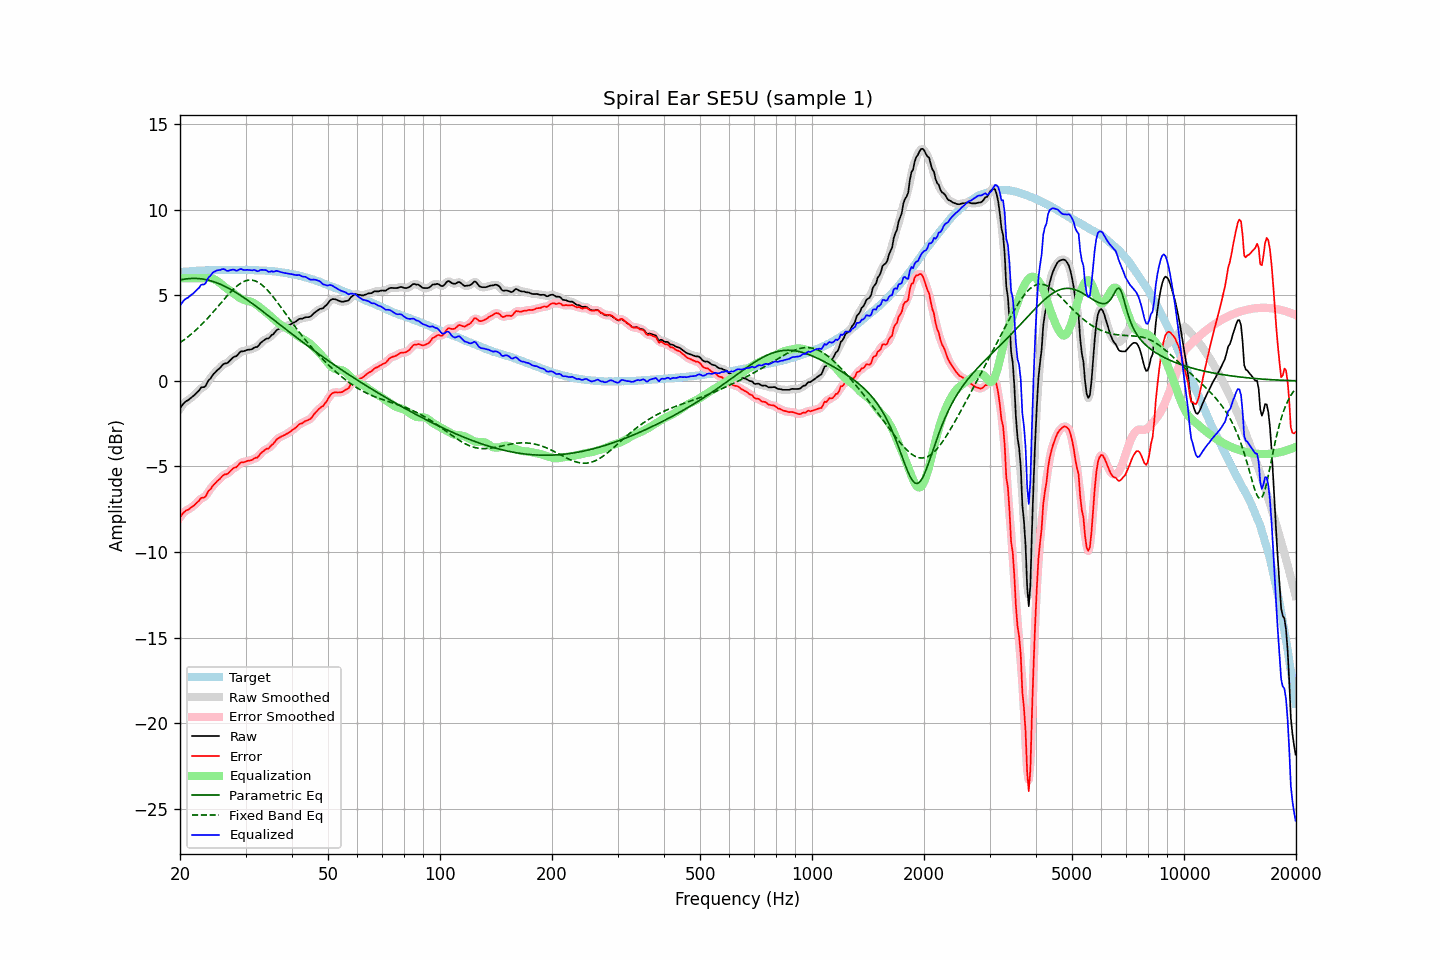 Spiral Ear SE5U (sample 1)
Amplitude (dBr)
15
10
5
0
−5
−10
−15
−20
−25
Target
Raw Smoothed
Error Smoothed
Raw
Error
Equalization
Parametric Eq
Fixed Band Eq
Equalized
20 50 100 200 500 1000 2000 5000 10000 20000
Frequency (Hz)